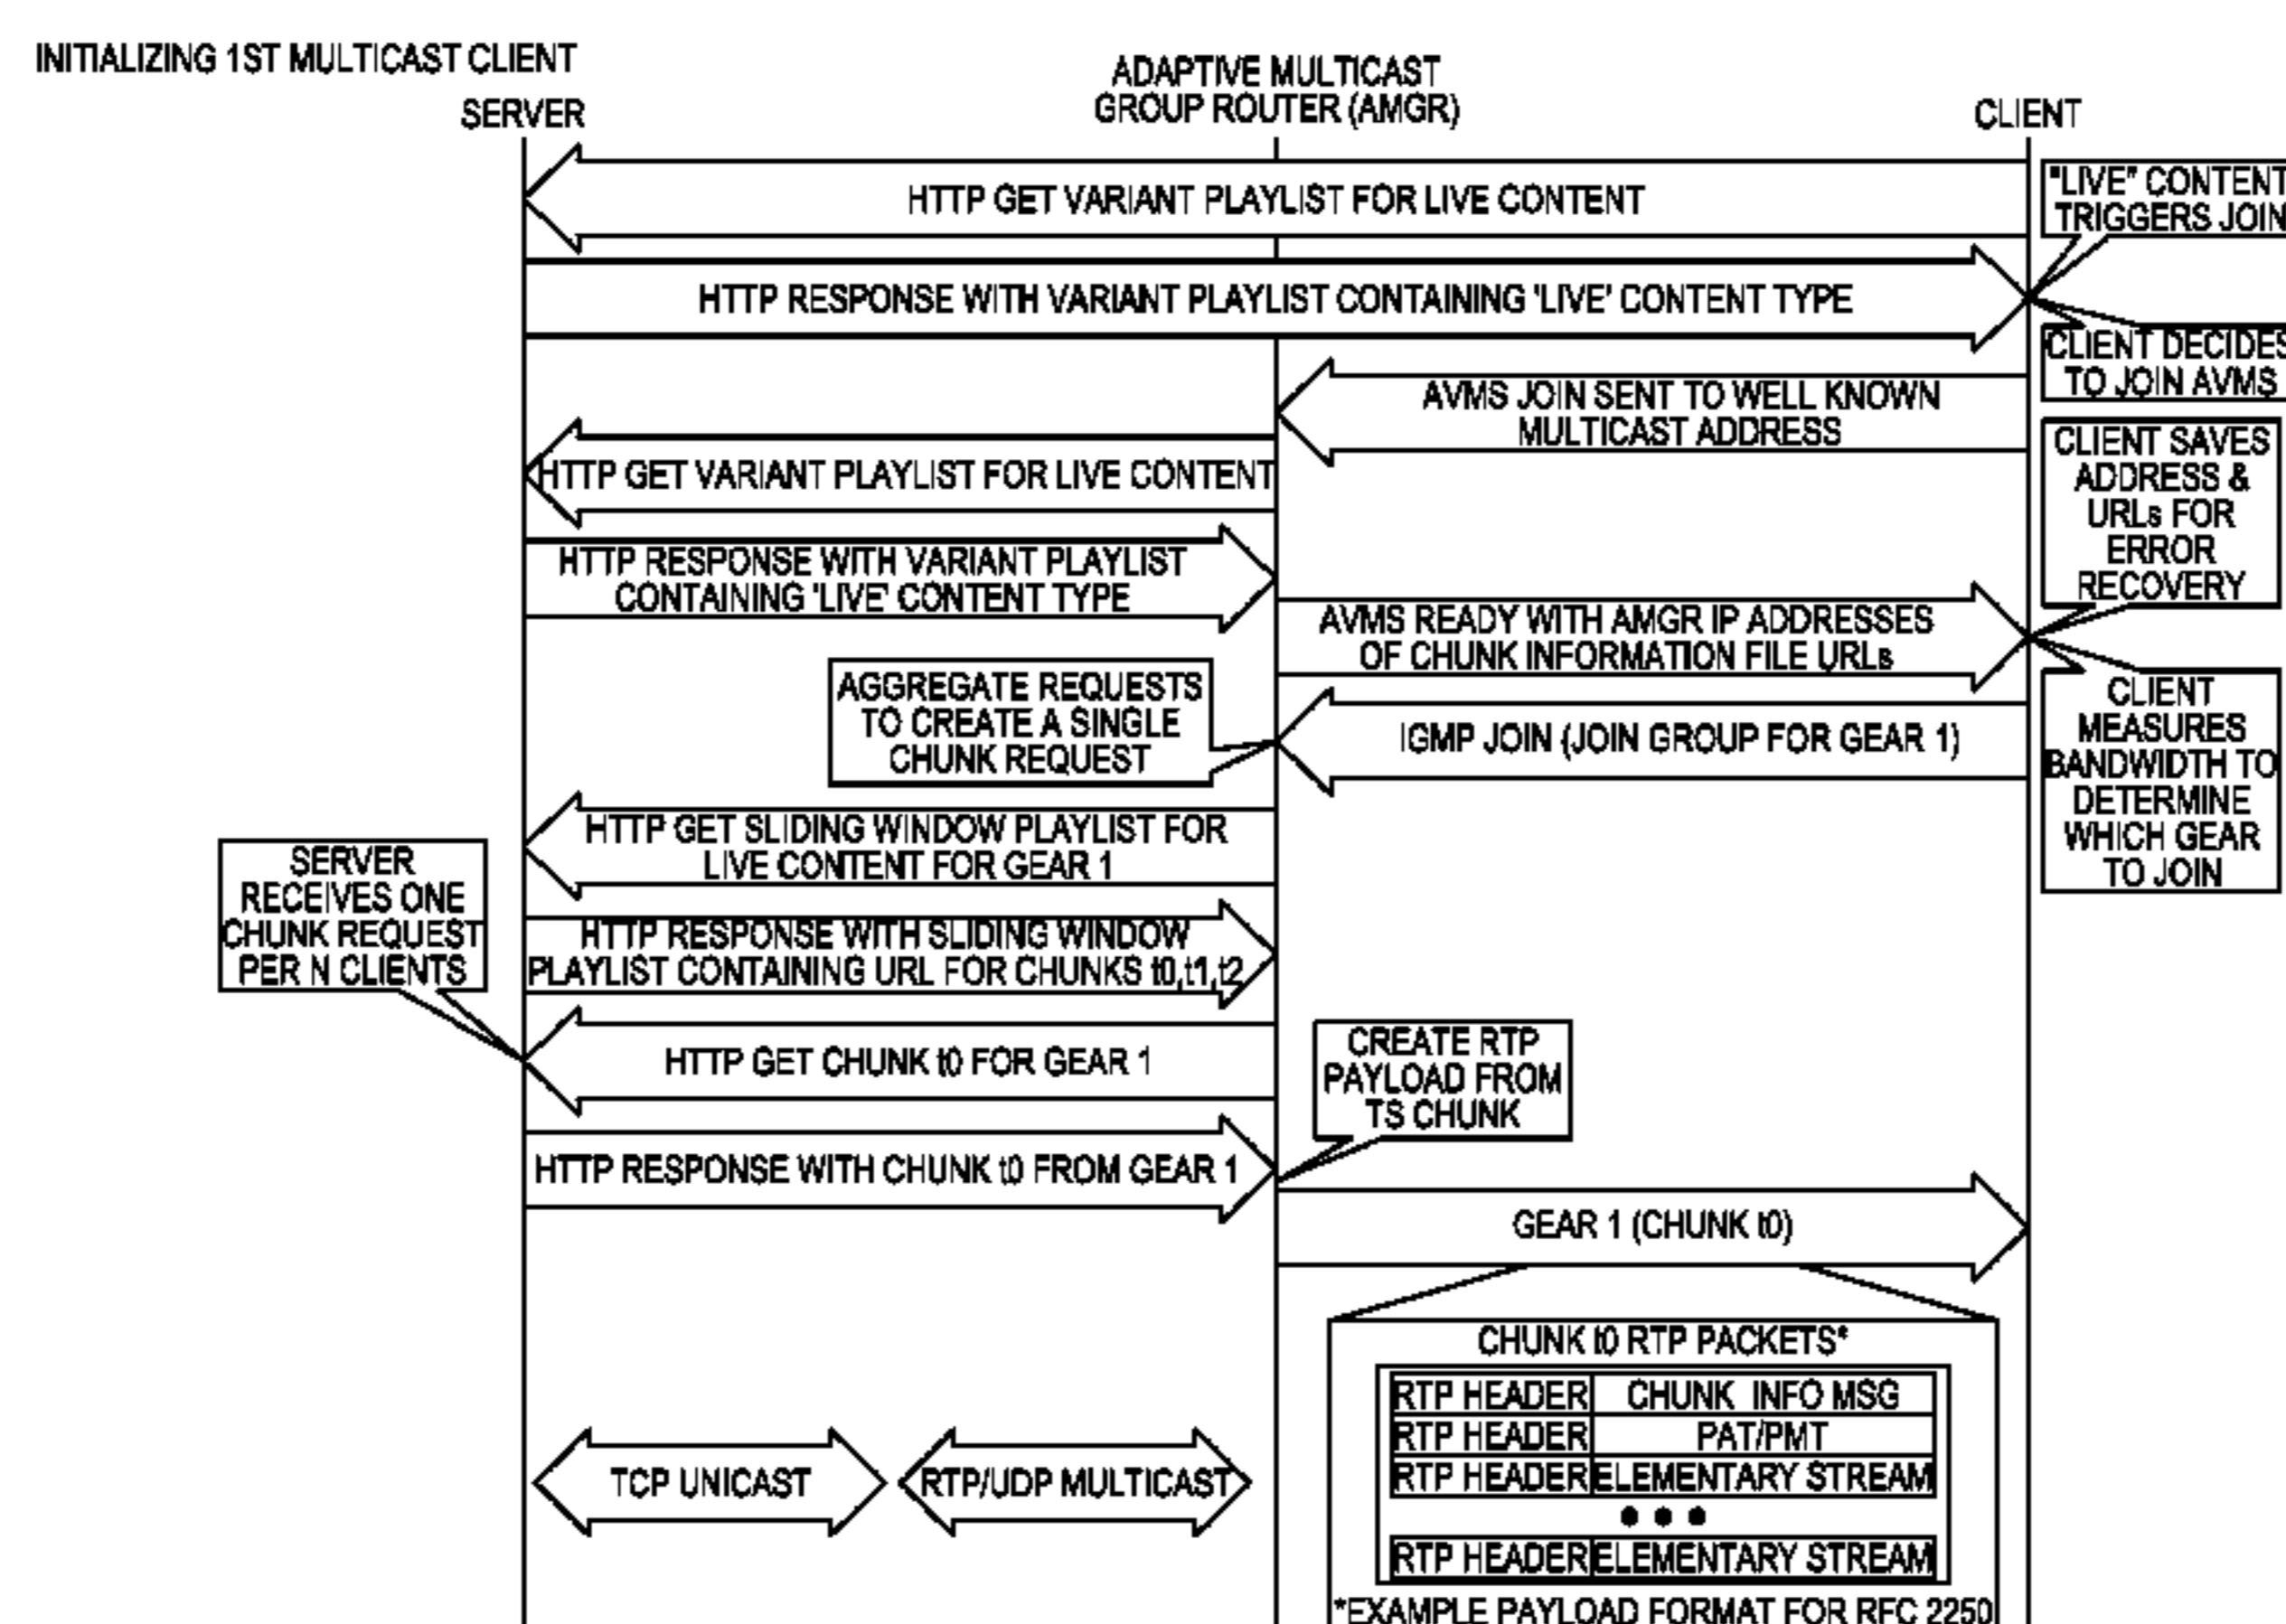 INITIALIZING 1ST MULTICAST CLIENT
SERVER
ADAPTIVE MULTICAST
GROUP ROUTER (AMGR)
CLIENT
HTTP GET VARIANT PLAYLIST FOR LIVE CONTENT
"LIVE" CONTENT
TRIGGERS JOIN
HTTP RESPONSE WITH VARIANT PLAYLIST CONTAINING 'LIVE' CONTENT TYPE
CLIENT DECIDES
TO JOIN AVMS
AVMS JOIN SENT TO WELL KNOWN
MULTICAST ADDRESS
HTTP GET VARIANT PLAYLIST FOR LIVE CONTENT
CLIENT SAVES
ADDRESS &
URLs FOR
ERROR
RECOVERY
HTTP RESPONSE WITH VARIANT PLAYLIST
CONTAINING 'LIVE' CONTENT TYPE
AVMS READY WITH AMGR IP ADDRESSES
OF CHUNK INFORMATION FILE URLs
AGGREGATE REQUESTS
TO CREATE A SINGLE
CHUNK REQUEST
IGMP JOIN (JOIN GROUP FOR GEAR 1)
CLIENT
MEASURES
BANDWIDTH TO
DETERMINE
WHICH GEAR
TO JOIN
HTTP GET SLIDING WINDOW PLAYLIST FOR
LIVE CONTENT FOR GEAR 1
SERVER
RECEIVES ONE
CHUNK REQUEST
PER N CLIENTS
HTTP RESPONSE WITH SLIDING WINDOW
PLAYLIST CONTAINING URL FOR CHUNKS t0,t1,t2
HTTP GET CHUNK t0 FOR GEAR 1
CREATE RTP
PAYLOAD FROM
TS CHUNK
HTTP RESPONSE WITH CHUNK t0 FROM GEAR 1
GEAR 1 (CHUNK t0)
CHUNK t0 RTP PACKETS*
RTP HEADER CHUNK INFO MSG
RTP HEADER PAT/PMT
RTP HEADER ELEMENTARY STREAM
RTP HEADER ELEMENTARY STREAM
*EXAMPLE PAYLOAD FORMAT FOR RFC 2250
TCP UNICAST
RTP/UDP MULTICAST